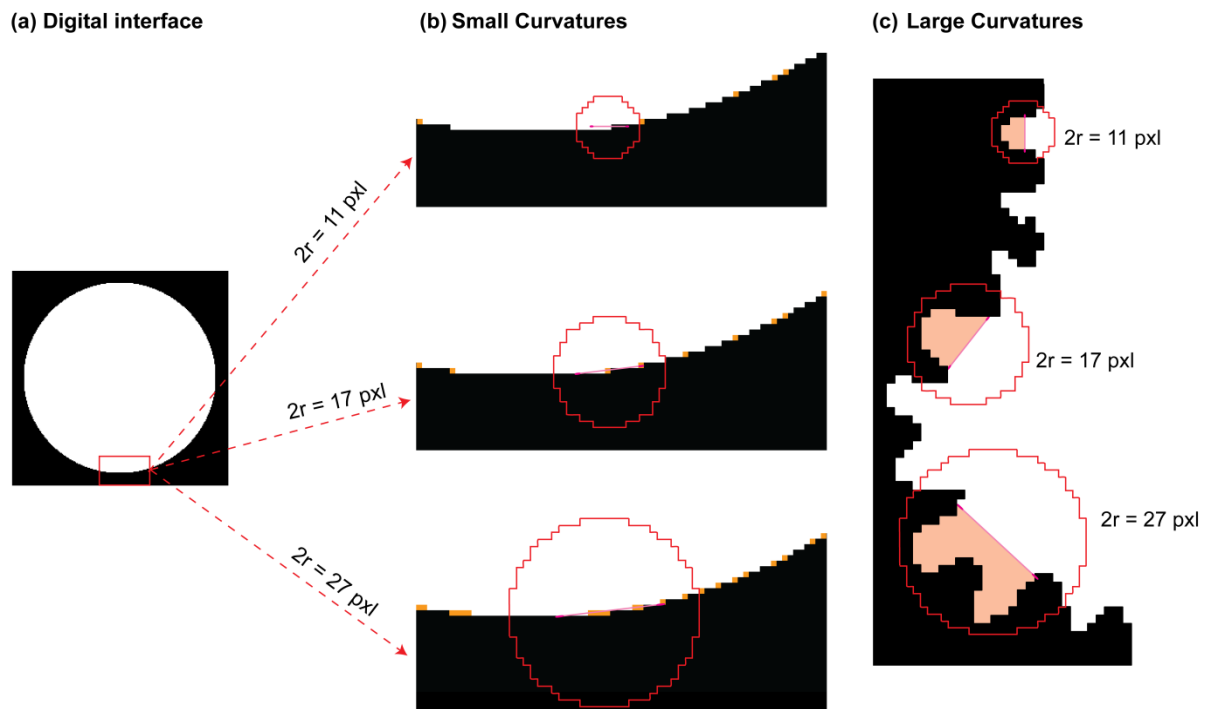 (a) Digital interface
(b) Small Curvatures
(c) Large Curvatures
2r = 11 pxl
2r = 17 pxl
2r = 27 pxl
2r = 11 pxl
2r = 17 pxl
2r = 27 pxl